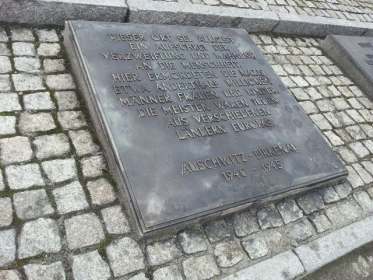 DIESER ORT SEI ALLEZEIT
EIN AUFSCHREI DER
VERZWEIFLUNG UND MAHNUNG
AN DIE MENSCHHEIT
HIER ERMORDETEN DIE NAZIS
ETWA ANDERTHALB MILLIONEN
MÄNNER, FRAUEN UND KINDER
DIE MEISTEN WAREN JUDEN
AUS VERSCHIEDENEN
LÄNDERN EUROPAS
AUSCHWITZ-BIRKENAU
1940 - 1945